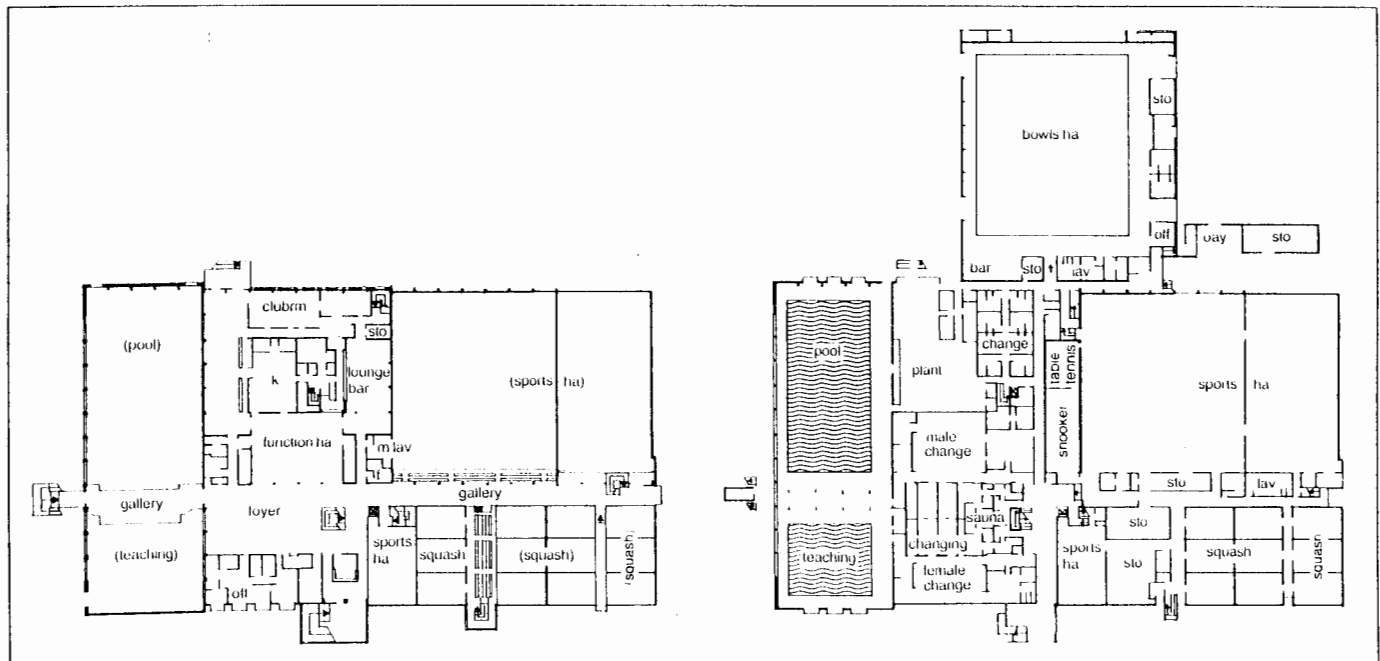 clubrm
sto
(pool)
k
lounge
bar
(sports ha)
function ha
m lav
f
gallery
gallery
foyer
(teaching)
sports
ha
squash
(squash)
(squash)
off
bowls ha
sto
off
bay
sto
bar
sto
m
lav
pool
plant
change
table
tennis
snooker
sports ha
male
change
sto
lav
sauna
changing
teaching
female
change
sports
ha
sto
sto
squash
squash